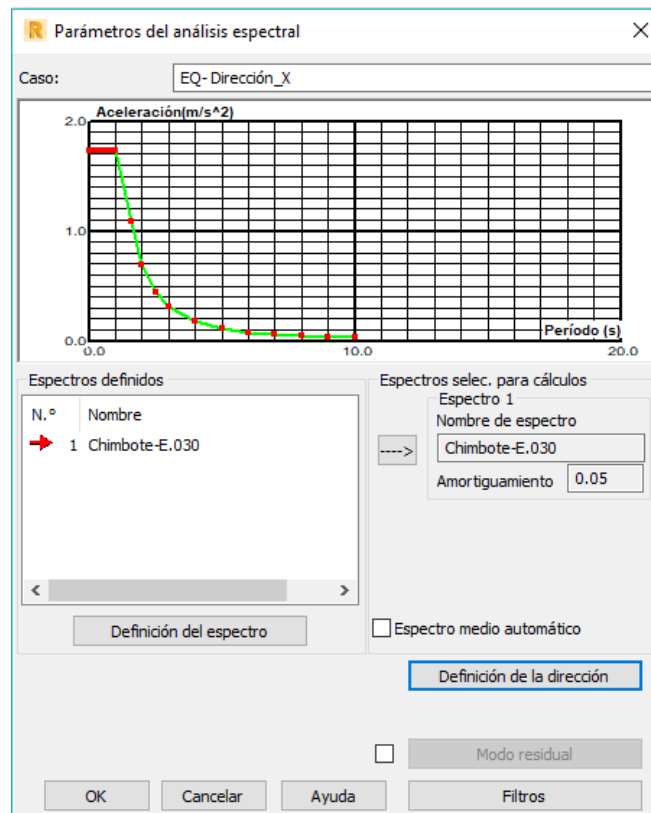 R Parámetros del análisis espectral
Caso: EQ- Dirección_X
Aceleración(m/s^2)
2.0
1.0
Período (s)
0.0
0.0 10.0 20.0
Espectros definidos
N.º Nombre
1 Chimbote-E.030
Definición del espectro
Espectros selec. para cálculos
Espectro 1
Nombre de espectro
----> Chimbote-E.030
Amortiguamiento 0.05
Espectro medio automático
Definición de la dirección
Modo residual
OK Cancelar Ayuda Filtros